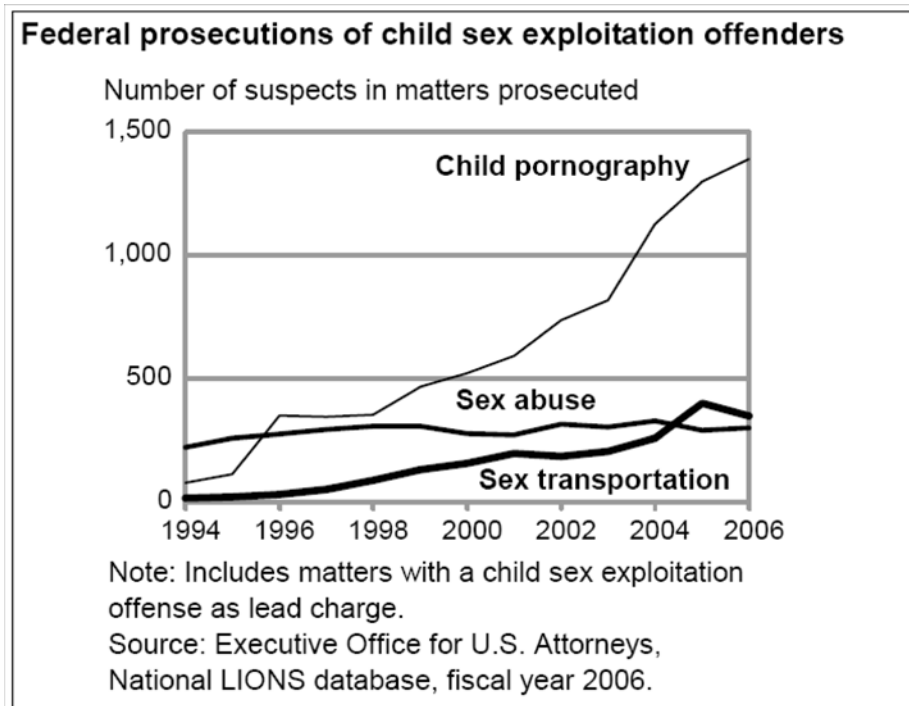 Federal prosecutions of child sex exploitation offenders
Number of suspects in matters prosecuted
1,500
Child pornography
1,000
500
Sex abuse
Sex transportation
0
1994 1996 1998 2000 2002 2004 2006
Note: Includes matters with a child sex exploitation
offense as lead charge.
Source: Executive Office for U.S. Attorneys,
National LIONS database, fiscal year 2006.